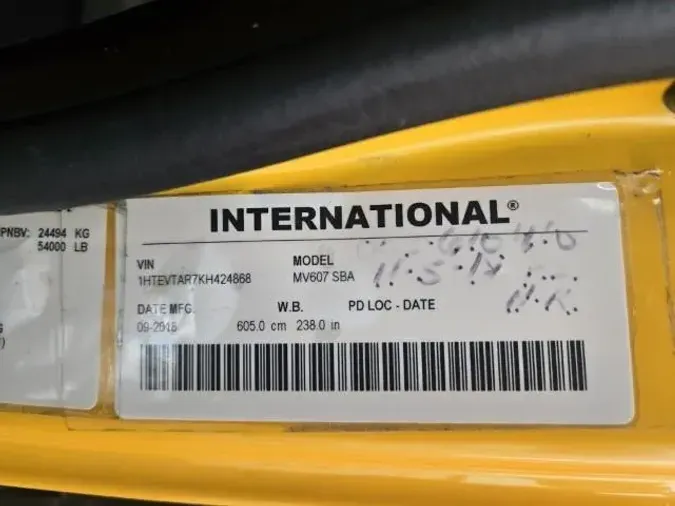 PNBV: 24494 KG
54000 LB
G
)
INTERNATIONAL®
VIN
1HTEVTAR7KH424868
MODEL
MV607 SBA
DATE MFG.
09-2018
W.B.
605.0 cm 238.0 in
PD LOC - DATE